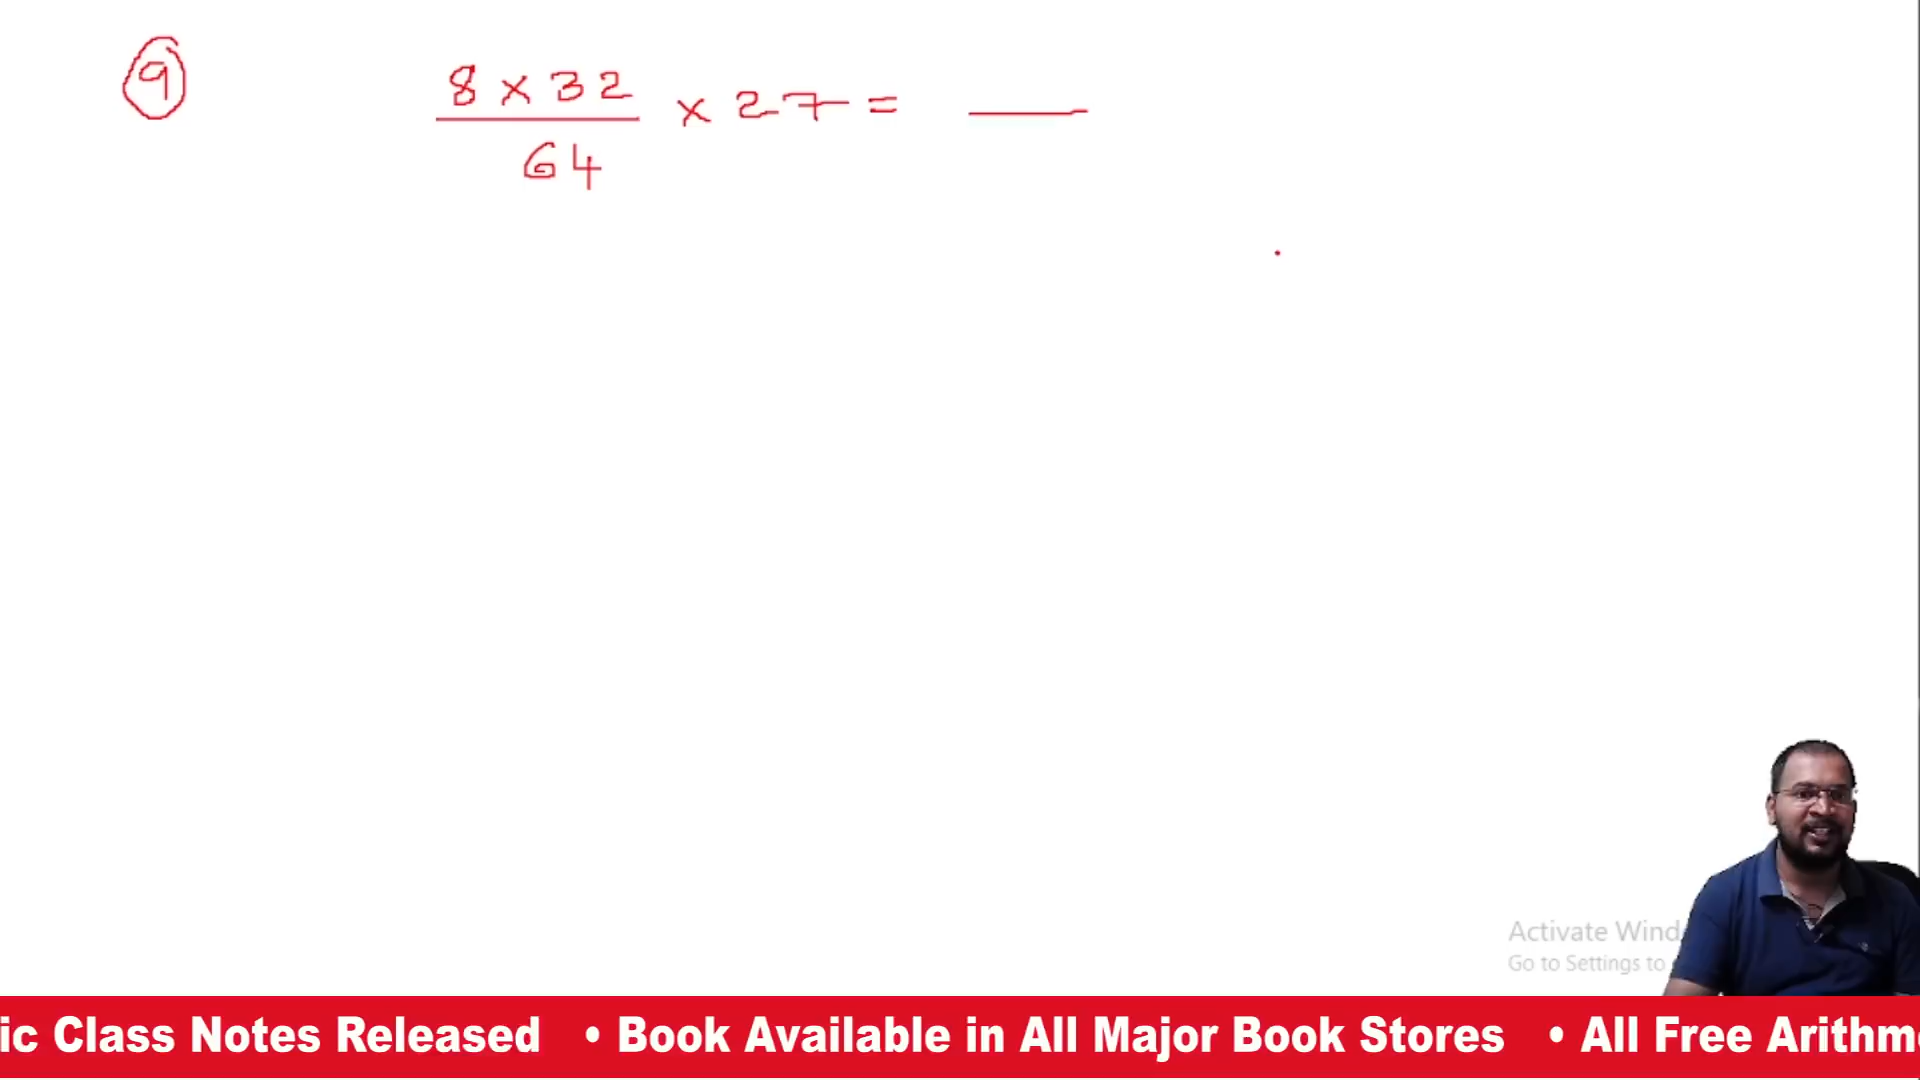 9
8 × 32 / 64 × 27 = ___
Activate Wind
Go to Settings to
ic Class Notes Released • Book Available in All Major Book Stores • All Free Arithm